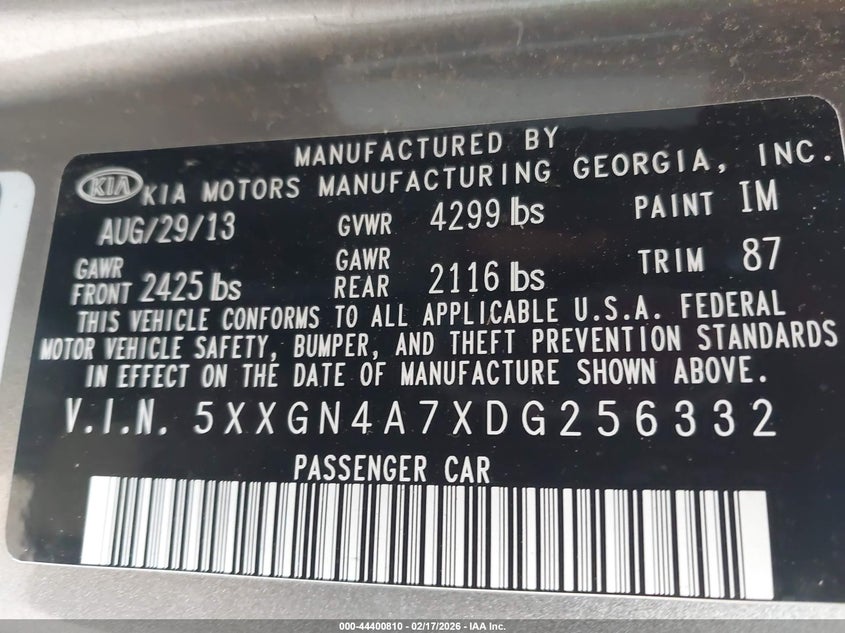 MANUFACTURED BY
KIA KIA MOTORS MANUFACTURING GEORGIA, INC.
AUG/29/13 GVWR 4299 lbs PAINT IM
GAWR FRONT 2425 lbs GAWR REAR 2116 lbs TRIM 87
THIS VEHICLE CONFORMS TO ALL APPLICABLE U.S.A. FEDERAL
MOTOR VEHICLE SAFETY, BUMPER, AND THEFT PREVENTION STANDARDS
IN EFFECT ON THE DATE OF MANUFACTURE SHOWN ABOVE.
V.I.N. 5XXGN4A7XDG256332
PASSENGER CAR
000-44400810 - 02/17/2026 - IAA Inc.